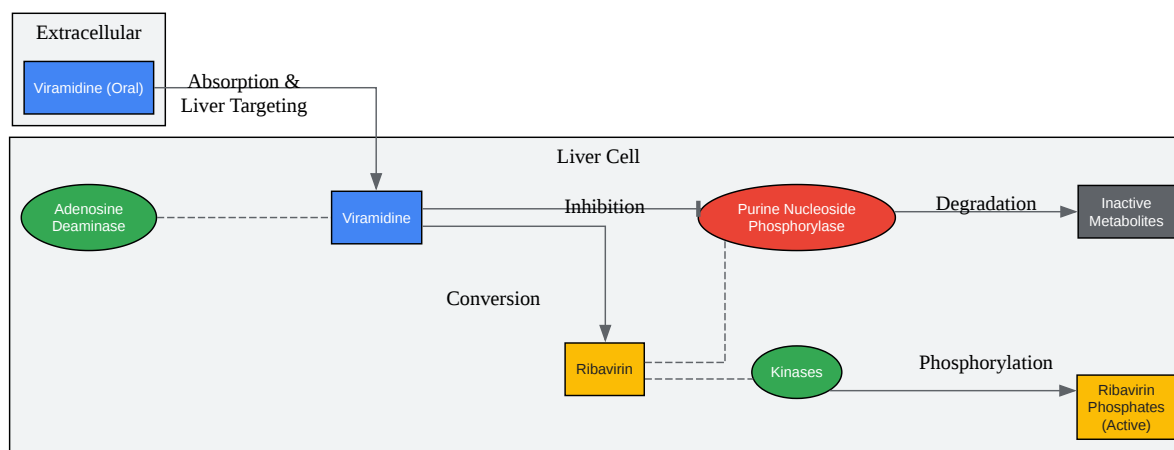 Extracellular
Viramidine (Oral)
Absorption &
Liver Targeting
Liver Cell
Adenosine
Deaminase
Viramidine
Inhibition
Purine Nucleoside
Phosphorylase
Degradation
Inactive
Metabolites
Conversion
Ribavirin
Kinases
Phosphorylation
Ribavirin
Phosphates
(Active)